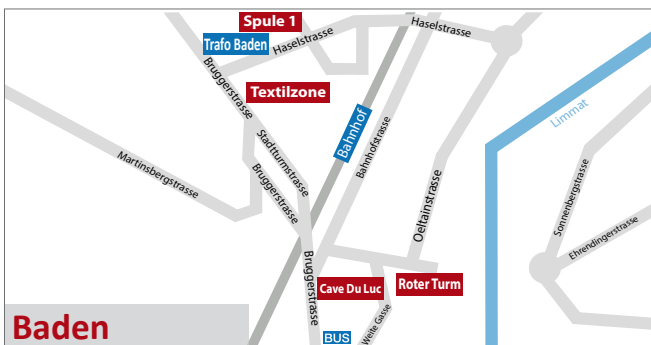 Spule 1
Haselstrasse
Trafo Baden
Haselstrasse
Bruggerstrasse
Textilzone
Limmat
Bahnhof
Bahnhofstrasse
Stadtturmstrasse
Martinsbergstrasse
Bruggerstrasse
Oeltainstrasse
Sonnenbergstrasse
Ehrendingerstrasse
Bruggerstrasse
Cave Du Luc
Roter Turm
Weite Gasse
Baden
BUS